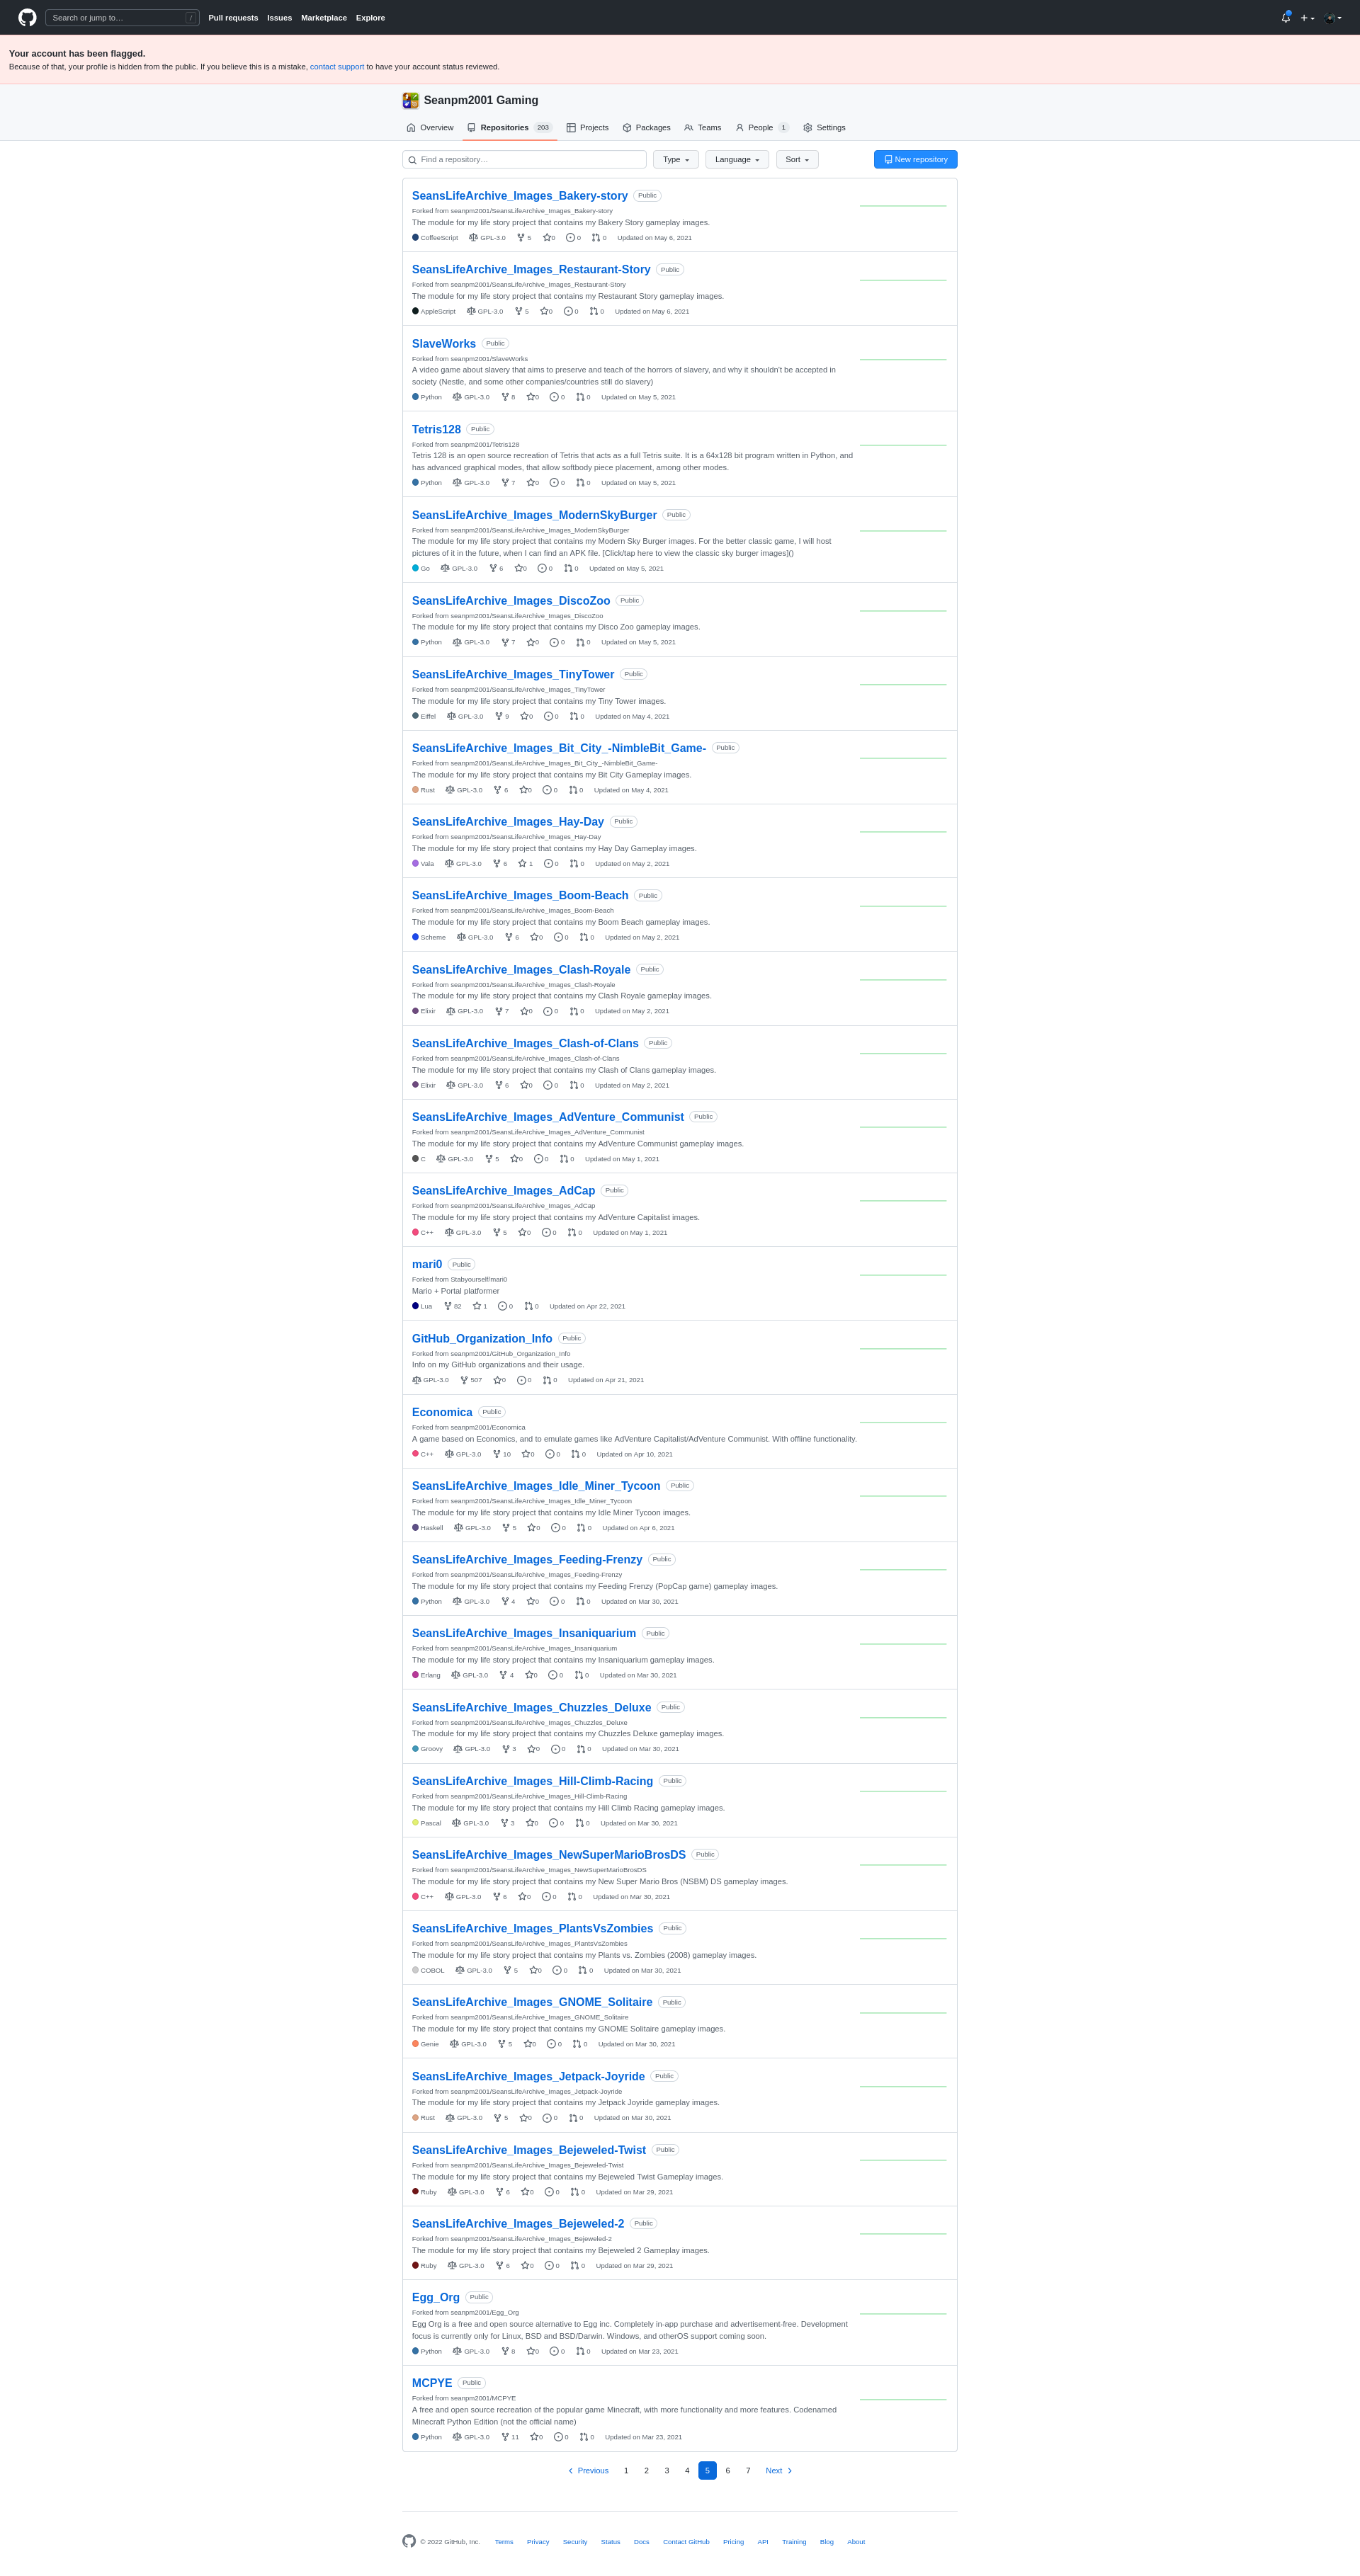 Search or jump to… /
Pull requests Issues Marketplace Explore
Your account has been flagged.
Because of that, your profile is hidden from the public. If you believe this is a mistake, contact support to have your account status reviewed.
Seanpm2001 Gaming
Overview Repositories 203 Projects Packages Teams People 1 Settings
Find a repository… Type Language Sort New repository
SeansLifeArchive_Images_Bakery-story Public
Forked from seanpm2001/SeansLifeArchive_Images_Bakery-story
The module for my life story project that contains my Bakery Story gameplay images.
CoffeeScript GPL-3.0 5 0 0 0 Updated on May 6, 2021
SeansLifeArchive_Images_Restaurant-Story Public
Forked from seanpm2001/SeansLifeArchive_Images_Restaurant-Story
The module for my life story project that contains my Restaurant Story gameplay images.
AppleScript GPL-3.0 5 0 0 0 Updated on May 6, 2021
SlaveWorks Public
Forked from seanpm2001/SlaveWorks
A video game about slavery that aims to preserve and teach of the horrors of slavery, and why it shouldn't be accepted in
society (Nestle, and some other companies/countries still do slavery)
Python GPL-3.0 8 0 0 0 Updated on May 5, 2021
Tetris128 Public
Forked from seanpm2001/Tetris128
Tetris 128 is an open source recreation of Tetris that acts as a full Tetris suite. It is a 64x128 bit program written in Python, and
has advanced graphical modes, that allow softbody piece placement, among other modes.
Python GPL-3.0 7 0 0 0 Updated on May 5, 2021
SeansLifeArchive_Images_ModernSkyBurger Public
Forked from seanpm2001/SeansLifeArchive_Images_ModernSkyBurger
The module for my life story project that contains my Modern Sky Burger images. For the better classic game, I will host
pictures of it in the future, when I can find an APK file. [Click/tap here to view the classic sky burger images]()
Go GPL-3.0 6 0 0 0 Updated on May 5, 2021
SeansLifeArchive_Images_DiscoZoo Public
Forked from seanpm2001/SeansLifeArchive_Images_DiscoZoo
The module for my life story project that contains my Disco Zoo gameplay images.
Python GPL-3.0 7 0 0 0 Updated on May 5, 2021
SeansLifeArchive_Images_TinyTower Public
Forked from seanpm2001/SeansLifeArchive_Images_TinyTower
The module for my life story project that contains my Tiny Tower images.
Eiffel GPL-3.0 9 0 0 0 Updated on May 4, 2021
SeansLifeArchive_Images_Bit_City_-NimbleBit_Game- Public
Forked from seanpm2001/SeansLifeArchive_Images_Bit_City_-NimbleBit_Game-
The module for my life story project that contains my Bit City Gameplay images.
Rust GPL-3.0 6 0 0 0 Updated on May 4, 2021
SeansLifeArchive_Images_Hay-Day Public
Forked from seanpm2001/SeansLifeArchive_Images_Hay-Day
The module for my life story project that contains my Hay Day Gameplay images.
Vala GPL-3.0 6 1 0 0 Updated on May 2, 2021
SeansLifeArchive_Images_Boom-Beach Public
Forked from seanpm2001/SeansLifeArchive_Images_Boom-Beach
The module for my life story project that contains my Boom Beach gameplay images.
Scheme GPL-3.0 6 0 0 0 Updated on May 2, 2021
SeansLifeArchive_Images_Clash-Royale Public
Forked from seanpm2001/SeansLifeArchive_Images_Clash-Royale
The module for my life story project that contains my Clash Royale gameplay images.
Elixir GPL-3.0 7 0 0 0 Updated on May 2, 2021
SeansLifeArchive_Images_Clash-of-Clans Public
Forked from seanpm2001/SeansLifeArchive_Images_Clash-of-Clans
The module for my life story project that contains my Clash of Clans gameplay images.
Elixir GPL-3.0 6 0 0 0 Updated on May 2, 2021
SeansLifeArchive_Images_AdVenture_Communist Public
Forked from seanpm2001/SeansLifeArchive_Images_AdVenture_Communist
The module for my life story project that contains my AdVenture Communist gameplay images.
C GPL-3.0 5 0 0 0 Updated on May 1, 2021
SeansLifeArchive_Images_AdCap Public
Forked from seanpm2001/SeansLifeArchive_Images_AdCap
The module for my life story project that contains my AdVenture Capitalist images.
C++ GPL-3.0 5 0 0 0 Updated on May 1, 2021
mari0 Public
Forked from Stabyourself/mari0
Mario + Portal platformer
Lua 82 1 0 0 Updated on Apr 22, 2021
GitHub_Organization_Info Public
Forked from seanpm2001/GitHub_Organization_Info
Info on my GitHub organizations and their usage.
GPL-3.0 507 0 0 0 Updated on Apr 21, 2021
Economica Public
Forked from seanpm2001/Economica
A game based on Economics, and to emulate games like AdVenture Capitalist/AdVenture Communist. With offline functionality.
C++ GPL-3.0 10 0 0 0 Updated on Apr 10, 2021
SeansLifeArchive_Images_Idle_Miner_Tycoon Public
Forked from seanpm2001/SeansLifeArchive_Images_Idle_Miner_Tycoon
The module for my life story project that contains my Idle Miner Tycoon images.
Haskell GPL-3.0 5 0 0 0 Updated on Apr 6, 2021
SeansLifeArchive_Images_Feeding-Frenzy Public
Forked from seanpm2001/SeansLifeArchive_Images_Feeding-Frenzy
The module for my life story project that contains my Feeding Frenzy (PopCap game) gameplay images.
Python GPL-3.0 4 0 0 0 Updated on Mar 30, 2021
SeansLifeArchive_Images_Insaniquarium Public
Forked from seanpm2001/SeansLifeArchive_Images_Insaniquarium
The module for my life story project that contains my Insaniquarium gameplay images.
Erlang GPL-3.0 4 0 0 0 Updated on Mar 30, 2021
SeansLifeArchive_Images_Chuzzles_Deluxe Public
Forked from seanpm2001/SeansLifeArchive_Images_Chuzzles_Deluxe
The module for my life story project that contains my Chuzzles Deluxe gameplay images.
Groovy GPL-3.0 3 0 0 0 Updated on Mar 30, 2021
SeansLifeArchive_Images_Hill-Climb-Racing Public
Forked from seanpm2001/SeansLifeArchive_Images_Hill-Climb-Racing
The module for my life story project that contains my Hill Climb Racing gameplay images.
Pascal GPL-3.0 3 0 0 0 Updated on Mar 30, 2021
SeansLifeArchive_Images_NewSuperMarioBrosDS Public
Forked from seanpm2001/SeansLifeArchive_Images_NewSuperMarioBrosDS
The module for my life story project that contains my New Super Mario Bros (NSBM) DS gameplay images.
C++ GPL-3.0 6 0 0 0 Updated on Mar 30, 2021
SeansLifeArchive_Images_PlantsVsZombies Public
Forked from seanpm2001/SeansLifeArchive_Images_PlantsVsZombies
The module for my life story project that contains my Plants vs. Zombies (2008) gameplay images.
COBOL GPL-3.0 5 0 0 0 Updated on Mar 30, 2021
SeansLifeArchive_Images_GNOME_Solitaire Public
Forked from seanpm2001/SeansLifeArchive_Images_GNOME_Solitaire
The module for my life story project that contains my GNOME Solitaire gameplay images.
Genie GPL-3.0 5 0 0 0 Updated on Mar 30, 2021
SeansLifeArchive_Images_Jetpack-Joyride Public
Forked from seanpm2001/SeansLifeArchive_Images_Jetpack-Joyride
The module for my life story project that contains my Jetpack Joyride gameplay images.
Rust GPL-3.0 5 0 0 0 Updated on Mar 30, 2021
SeansLifeArchive_Images_Bejeweled-Twist Public
Forked from seanpm2001/SeansLifeArchive_Images_Bejeweled-Twist
The module for my life story project that contains my Bejeweled Twist Gameplay images.
Ruby GPL-3.0 6 0 0 0 Updated on Mar 29, 2021
SeansLifeArchive_Images_Bejeweled-2 Public
Forked from seanpm2001/SeansLifeArchive_Images_Bejeweled-2
The module for my life story project that contains my Bejeweled 2 Gameplay images.
Ruby GPL-3.0 6 0 0 0 Updated on Mar 29, 2021
Egg_Org Public
Forked from seanpm2001/Egg_Org
Egg Org is a free and open source alternative to Egg inc. Completely in-app purchase and advertisement-free. Development
focus is currently only for Linux, BSD and BSD/Darwin. Windows, and otherOS support coming soon.
Python GPL-3.0 8 0 0 0 Updated on Mar 23, 2021
MCPYE Public
Forked from seanpm2001/MCPYE
A free and open source recreation of the popular game Minecraft, with more functionality and more features. Codenamed
Minecraft Python Edition (not the official name)
Python GPL-3.0 11 0 0 0 Updated on Mar 23, 2021
Previous 1 2 3 4 5 6 7 Next
© 2022 GitHub, Inc. Terms Privacy Security Status Docs Contact GitHub Pricing API Training Blog About